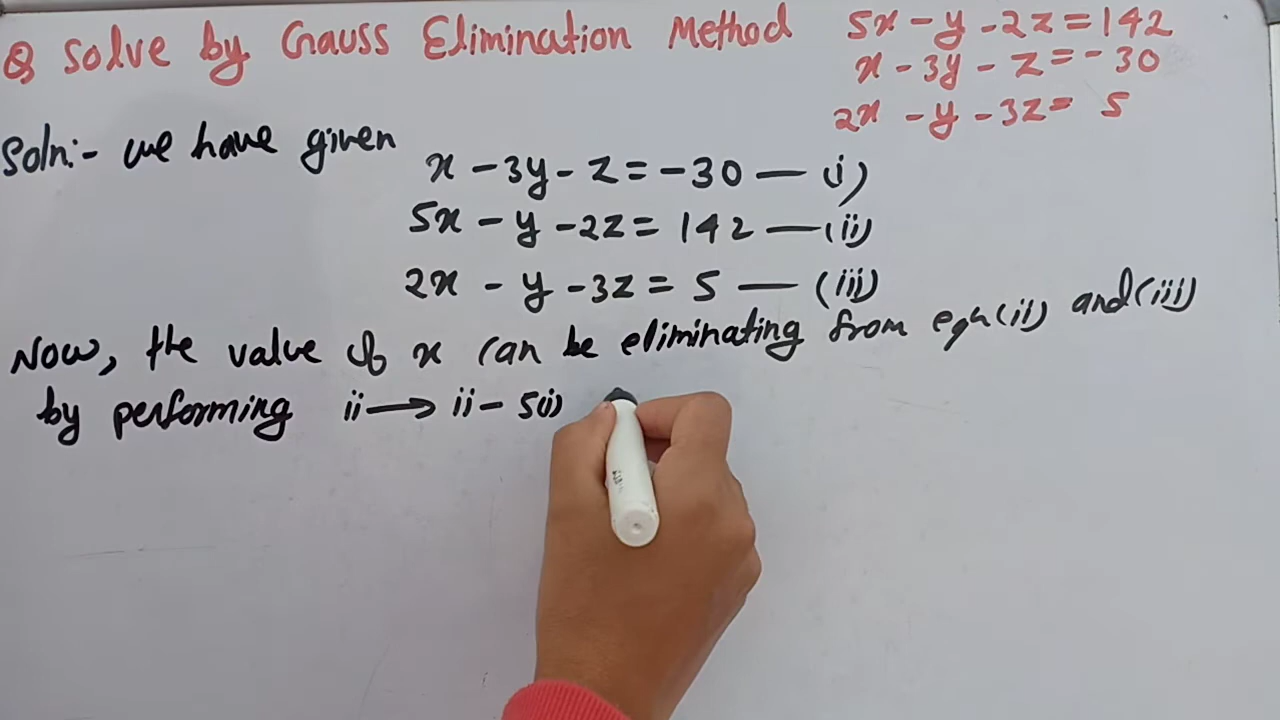 Q Solve by Gauss Elimination Method 5x - y - 2z = 142
x - 3y - z = - 30
2x - y - 3z = 5
Soln:- we have given
x - 3y - z = - 30 — (i)
5x - y - 2z = 142 — (ii)
2x - y - 3z = 5 — (iii)
Now, the value of x can be eliminating from eqn(ii) and (iii)
by performing ii → ii - 5(i)